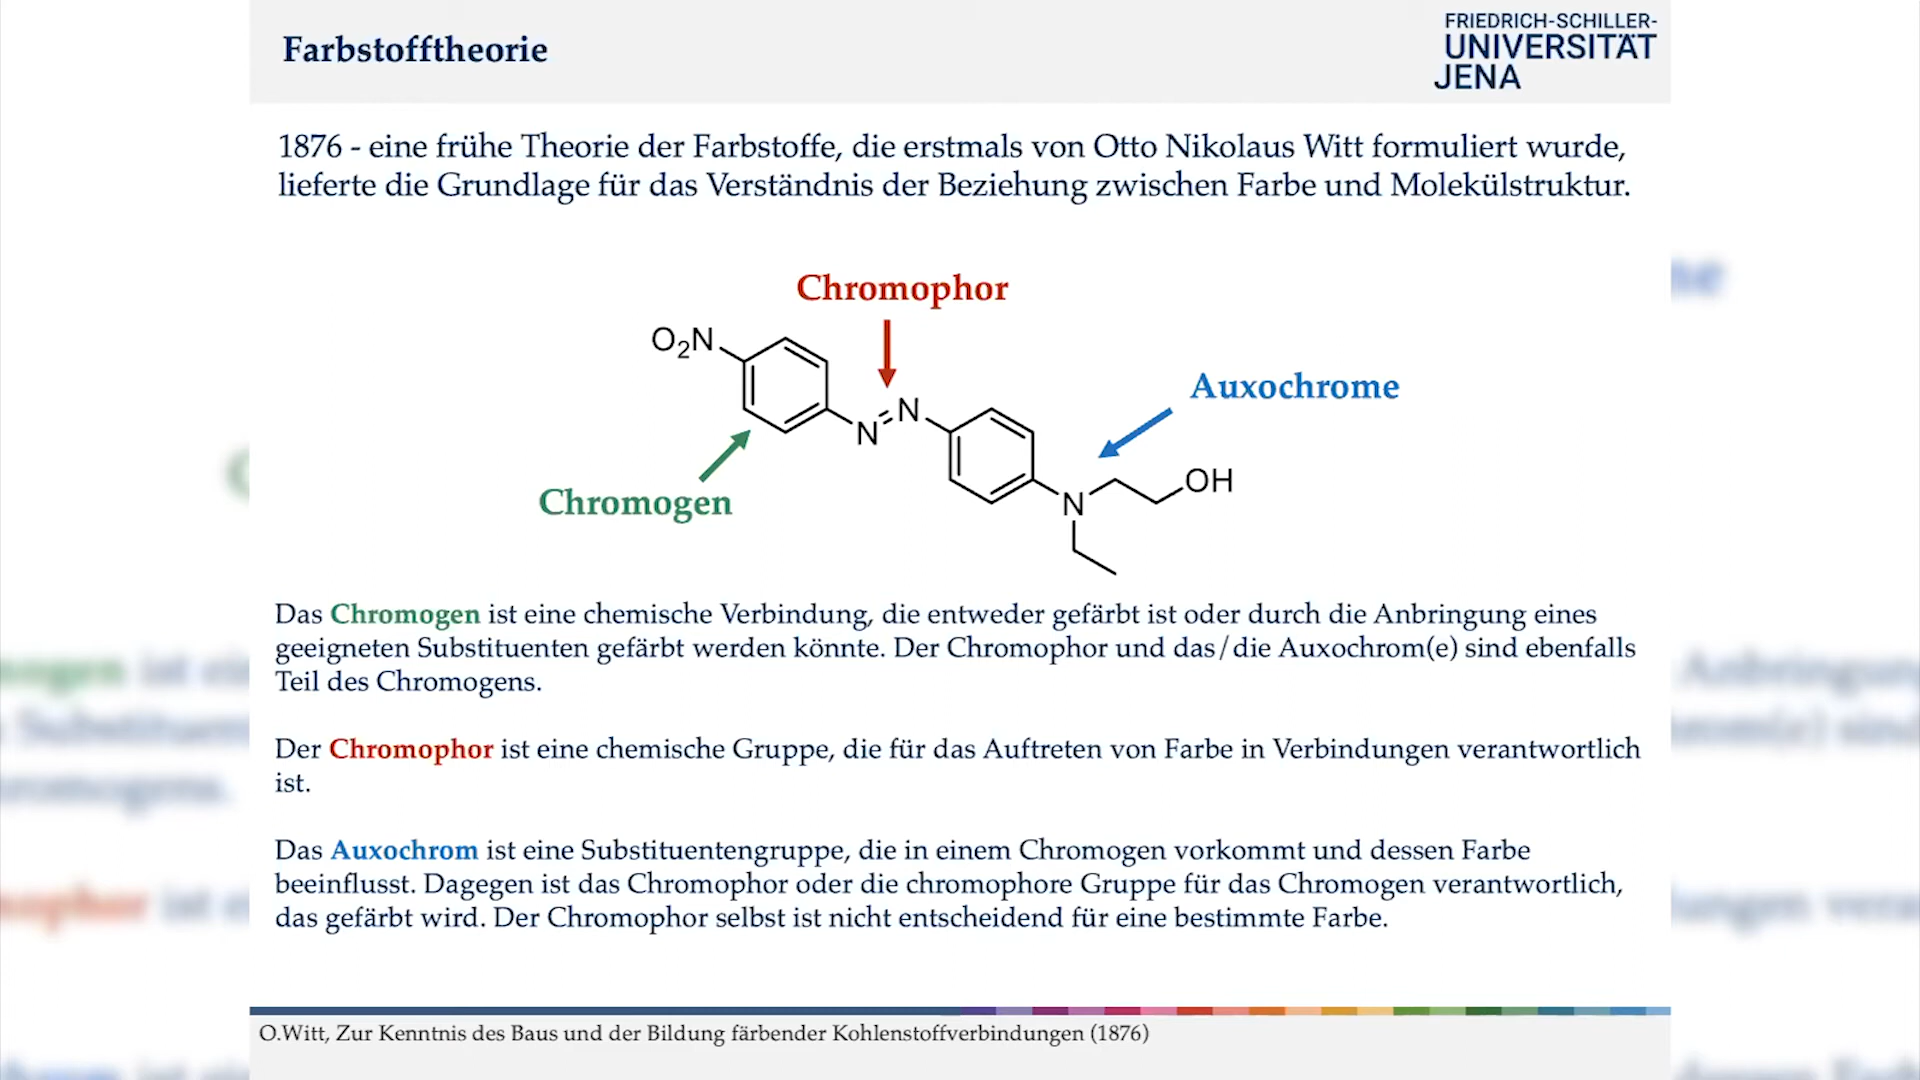 Farbstofftheorie
FRIEDRICH-SCHILLER-
UNIVERSITÄT
JENA
1876 - eine frühe Theorie der Farbstoffe, die erstmals von Otto Nikolaus Witt formuliert wurde,
lieferte die Grundlage für das Verständnis der Beziehung zwischen Farbe und Molekülstruktur.
Chromophor
O₂N
Auxochrome
N
N
OH
N
Chromogen
Das Chromogen ist eine chemische Verbindung, die entweder gefärbt ist oder durch die Anbringung eines
geeigneten Substituenten gefärbt werden könnte. Der Chromophor und das/die Auxochrom(e) sind ebenfalls
Teil des Chromogens.
Der Chromophor ist eine chemische Gruppe, die für das Auftreten von Farbe in Verbindungen verantwortlich
ist.
Das Auxochrom ist eine Substituentengruppe, die in einem Chromogen vorkommt und dessen Farbe
beeinflusst. Dagegen ist das Chromophor oder die chromophore Gruppe für das Chromogen verantwortlich,
das gefärbt wird. Der Chromophor selbst ist nicht entscheidend für eine bestimmte Farbe.
O.Witt, Zur Kenntnis des Baus und der Bildung färbender Kohlenstoffverbindungen (1876)